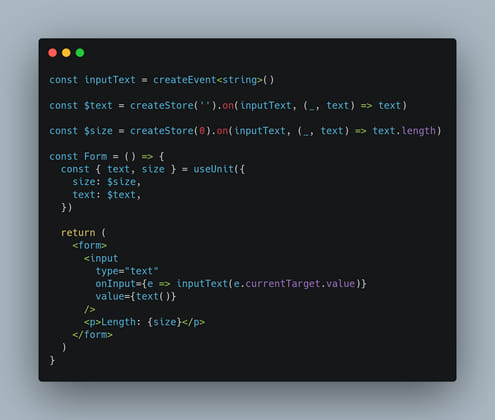 const inputText = createEvent<string>()
const $text = createStore('').on(inputText, (_, text) => text)
const $size = createStore(0).on(inputText, (_, text) => text.length)
const Form = () => {
  const { text, size } = useUnit({
    size: $size,
    text: $text,
  })
  return (
    <form>
      <input
        type="text"
        onInput={e => inputText(e.currentTarget.value)}
        value={text()}
      />
      <p>Length: {size}</p>
    </form>
  )
}